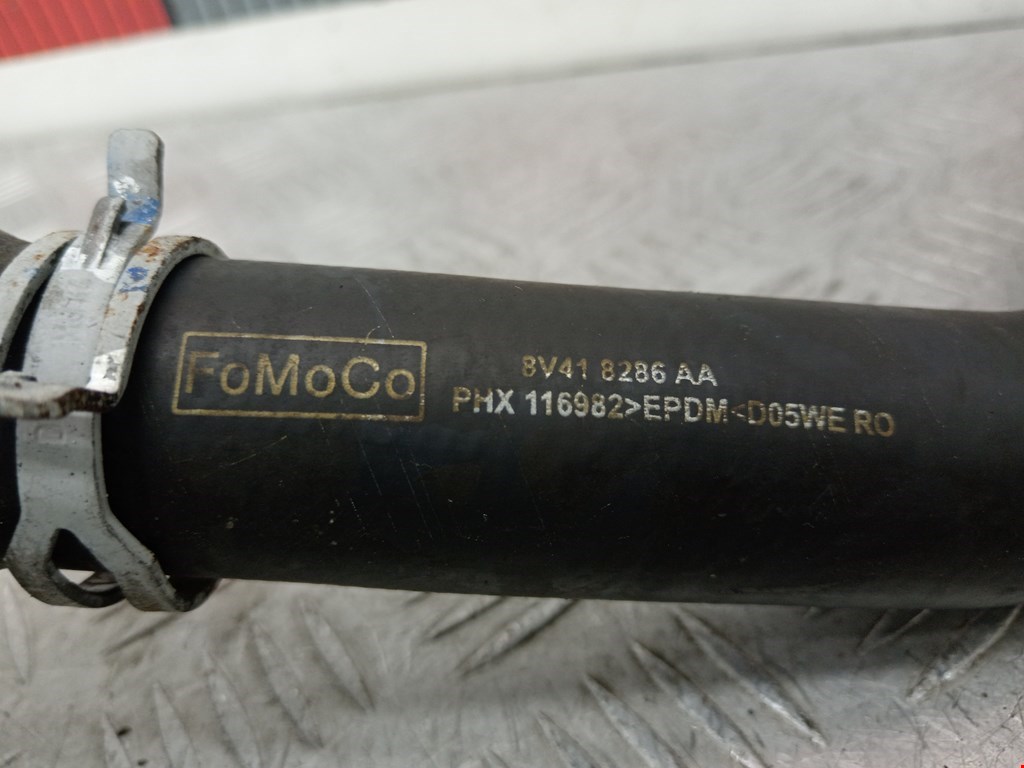 FoMoCo
8V41 8286 AA
PHX 116982>EPDM<D05WE RO